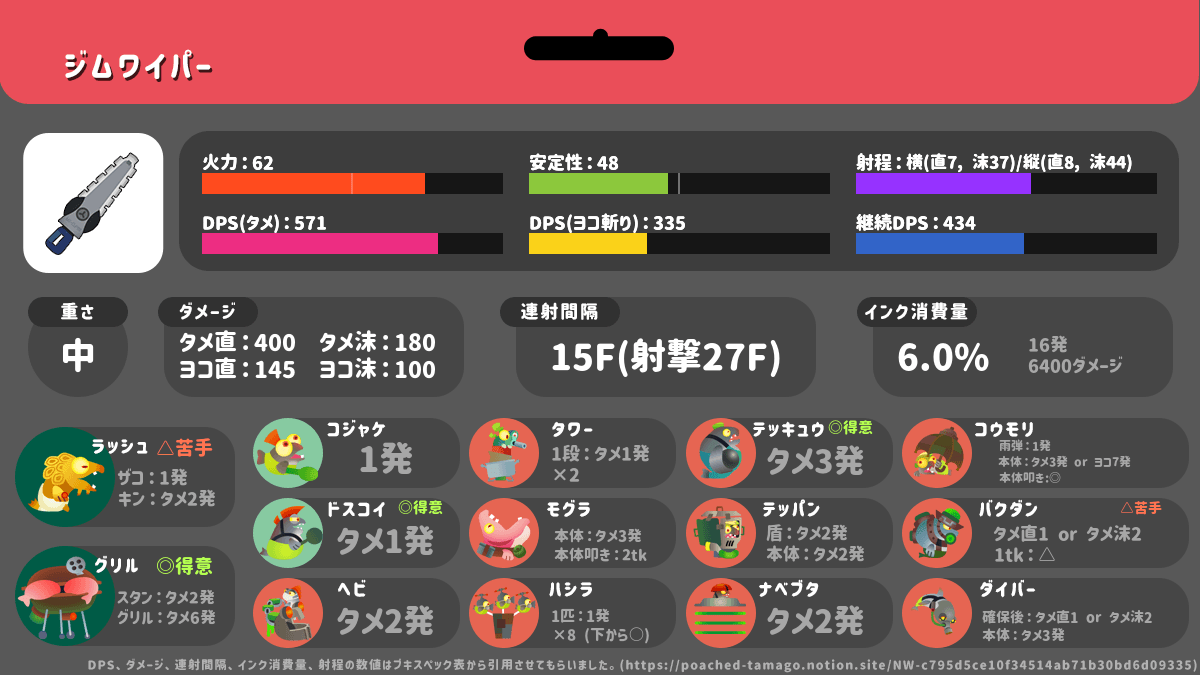 ジムワイパー
火力：62
安定性：48
射程：横(直7, 沫37)/縦(直8, 沫44)
DPS(タメ)：571
DPS(ヨコ斬り)：335
継続DPS：434
重さ
中
ダメージ
タメ直：400 タメ沫：180
ヨコ直：145 ヨコ沫：100
連射間隔
15F(射撃27F)
インク消費量
6.0%
16発
6400ダメージ
ラッシュ △苦手
ザコ：1発
キン：タメ2発
グリル ◎得意
スタン：タメ2発
グリル：タメ6発
コジャケ
1発
タワー
1段：タメ1発
×2
テッキュウ ◎得意
タメ3発
コウモリ
雨弾：1発
本体：タメ3発 or ヨコ7発
本体叩き:◎
ドスコイ ◎得意
タメ1発
モグラ
本体：タメ3発
本体叩き：2tk
テッパン
盾：タメ2発
本体：タメ2発
バクダン △苦手
タメ直1 or タメ沫2
1tk：△
ヘビ
タメ2発
ハシラ
1匹：1発
×8 (下から○)
ナベブタ
タメ2発
ダイバー
確保後：タメ直1 or タメ沫2
本体：タメ3発
DPS、ダメージ、連射間隔、インク消費量、射程の数値はブキスペック表から引用させてもらいました。(https://poached-tamago.notion.site/NW-c795d5ce10f34514ab71b30bd6d09335)